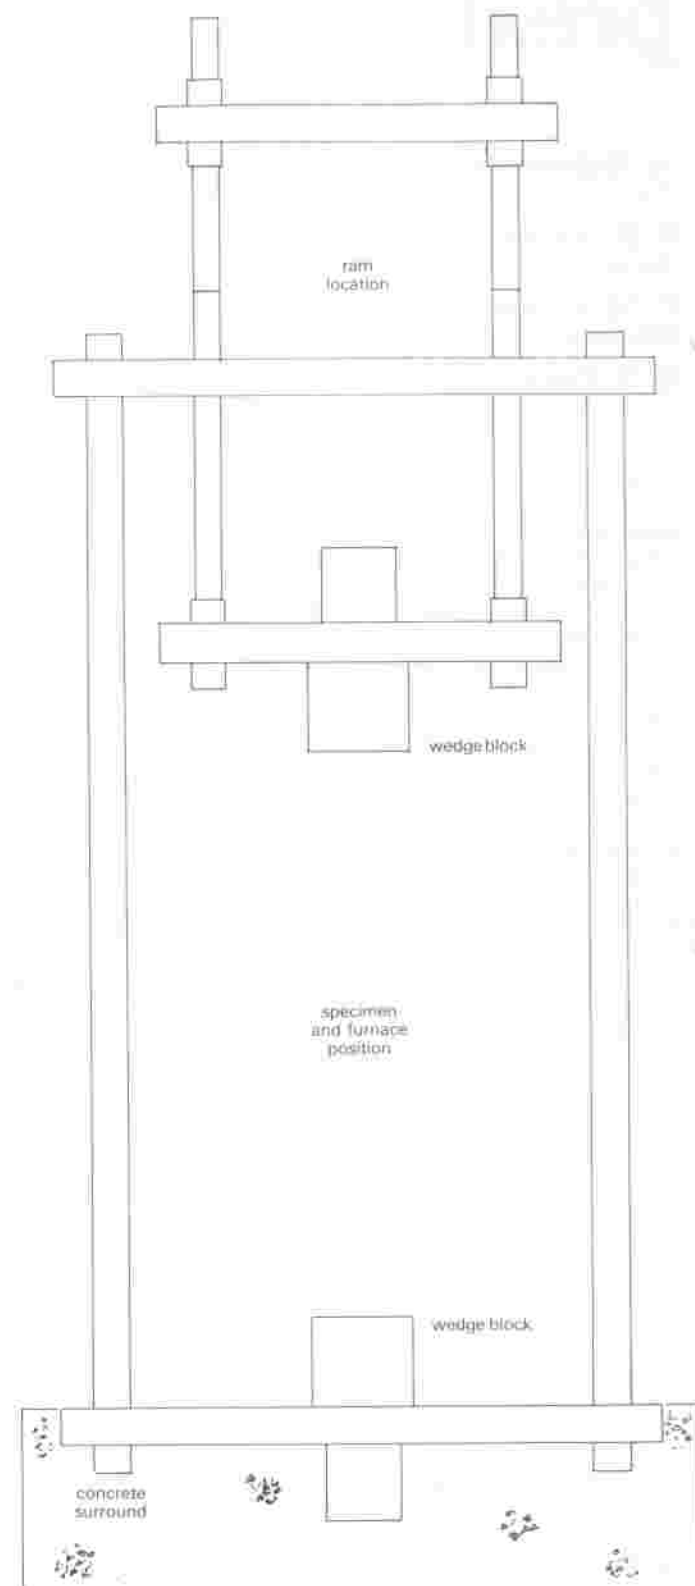 ram
location
wedge block
specimen
and furnace
position
wedge block
concrete
surround